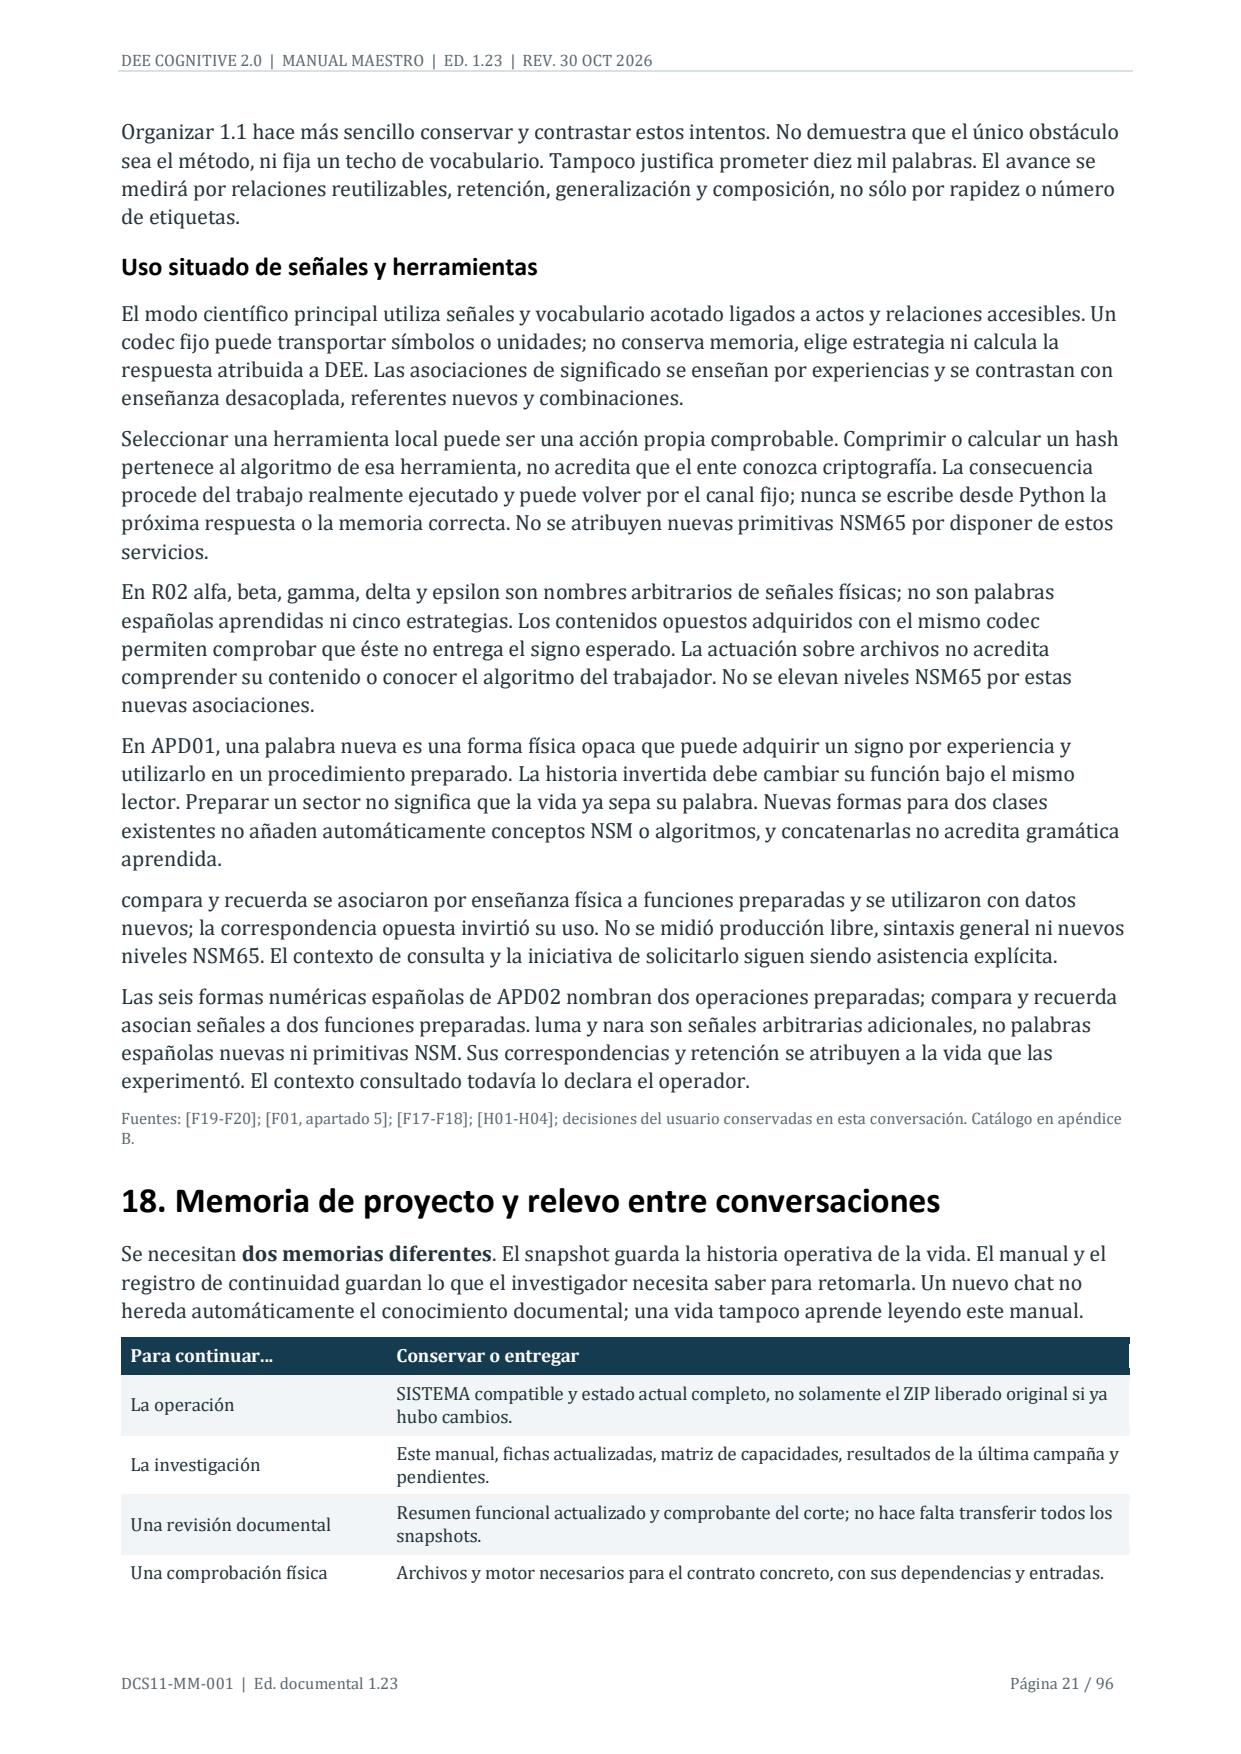 DEE COGNITIVE 2.0 | MANUAL MAESTRO | ED. 1.23 | REV. 30 OCT 2026
Organizar 1.1 hace más sencillo conservar y contrastar estos intentos. No demuestra que el único obstáculo
sea el método, ni fija un techo de vocabulario. Tampoco justifica prometer diez mil palabras. El avance se
medirá por relaciones reutilizables, retención, generalización y composición, no sólo por rapidez o número
de etiquetas.
Uso situado de señales y herramientas
El modo científico principal utiliza señales y vocabulario acotado ligados a actos y relaciones accesibles. Un
codec fijo puede transportar símbolos o unidades; no conserva memoria, elige estrategia ni calcula la
respuesta atribuida a DEE. Las asociaciones de significado se enseñan por experiencias y se contrastan con
enseñanza desacoplada, referentes nuevos y combinaciones.
Seleccionar una herramienta local puede ser una acción propia comprobable. Comprimir o calcular un hash
pertenece al algoritmo de esa herramienta, no acredita que el ente conozca criptografía. La consecuencia
procede del trabajo realmente ejecutado y puede volver por el canal fijo; nunca se escribe desde Python la
próxima respuesta o la memoria correcta. No se atribuyen nuevas primitivas NSM65 por disponer de estos
servicios.
En R02 alfa, beta, gamma, delta y epsilon son nombres arbitrarios de señales físicas; no son palabras
españolas aprendidas ni cinco estrategias. Los contenidos opuestos adquiridos con el mismo codec
permiten comprobar que éste no entrega el signo esperado. La actuación sobre archivos no acredita
comprender su contenido o conocer el algoritmo del trabajador. No se elevan niveles NSM65 por estas
nuevas asociaciones.
En APD01, una palabra nueva es una forma física opaca que puede adquirir un signo por experiencia y
utilizarlo en un procedimiento preparado. La historia invertida debe cambiar su función bajo el mismo
lector. Preparar un sector no significa que la vida ya sepa su palabra. Nuevas formas para dos clases
existentes no añaden automáticamente conceptos NSM o algoritmos, y concatenarlas no acredita gramática
aprendida.
compara y recuerda se asociaron por enseñanza física a funciones preparadas y se utilizaron con datos
nuevos; la correspondencia opuesta invirtió su uso. No se midió producción libre, sintaxis general ni nuevos
niveles NSM65. El contexto de consulta y la iniciativa de solicitarlo siguen siendo asistencia explícita.
Las seis formas numéricas españolas de APD02 nombran dos operaciones preparadas; compara y recuerda
asocian señales a dos funciones preparadas. luma y nara son señales arbitrarias adicionales, no palabras
españolas nuevas ni primitivas NSM. Sus correspondencias y retención se atribuyen a la vida que las
experimentó. El contexto consultado todavía lo declara el operador.
Fuentes: [F19-F20]; [F01, apartado 5]; [F17-F18]; [H01-H04]; decisiones del usuario conservadas en esta conversación. Catálogo en apéndice
B.
18. Memoria de proyecto y relevo entre conversaciones
Se necesitan dos memorias diferentes. El snapshot guarda la historia operativa de la vida. El manual y el
registro de continuidad guardan lo que el investigador necesita saber para retomarla. Un nuevo chat no
hereda automáticamente el conocimiento documental; una vida tampoco aprende leyendo este manual.
Para continuar... Conservar o entregar
La operación SISTEMA compatible y estado actual completo, no solamente el ZIP liberado original si ya
hubo cambios.
La investigación Este manual, fichas actualizadas, matriz de capacidades, resultados de la última campaña y
pendientes.
Una revisión documental Resumen funcional actualizado y comprobante del corte; no hace falta transferir todos los
snapshots.
Una comprobación física Archivos y motor necesarios para el contrato concreto, con sus dependencias y entradas.
DCS11-MM-001 | Ed. documental 1.23 Página 21 / 96